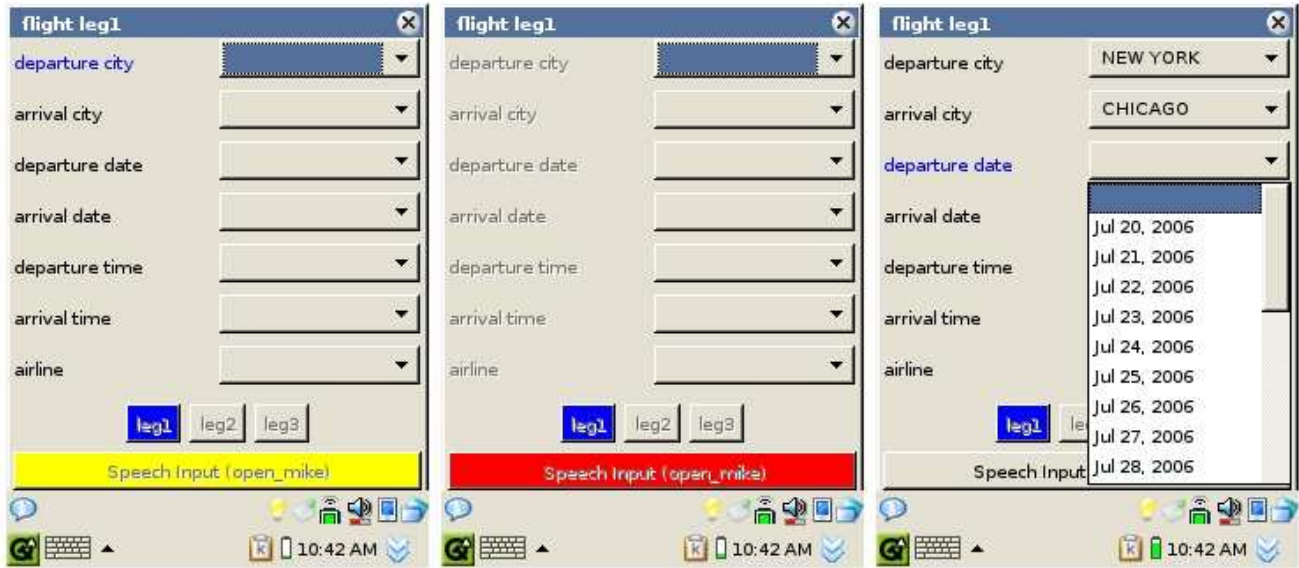 flight leg1
departure city
arrival city
departure date
arrival date
departure time
arrival time
airline
leg1 leg2 leg3
Speech Input (open_mike)
10:42 AM
flight leg1
departure city
arrival city
departure date
arrival date
departure time
arrival time
airline
leg1 leg2 leg3
Speech Input (open_mike)
10:42 AM
flight leg1
departure city NEW YORK
arrival city CHICAGO
departure date
arrival date
departure time
arrival time
airline
Jul 20, 2006
Jul 21, 2006
Jul 22, 2006
Jul 23, 2006
Jul 24, 2006
Jul 25, 2006
Jul 26, 2006
Jul 27, 2006
Jul 28, 2006
leg1 le
Speech Input
10:42 AM